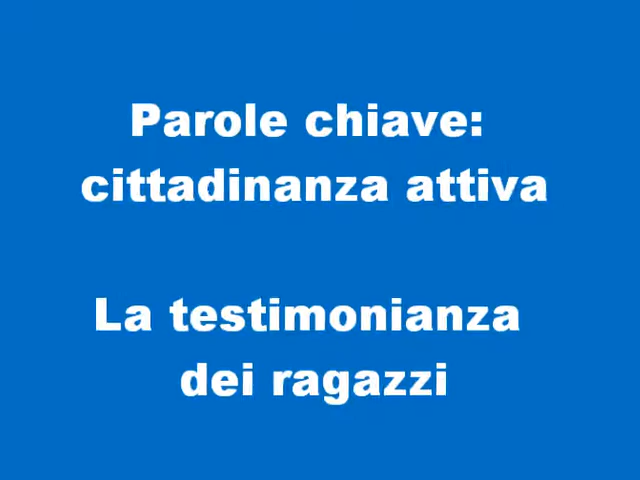 Parole chiave:
cittadinanza attiva
La testimonianza
dei ragazzi